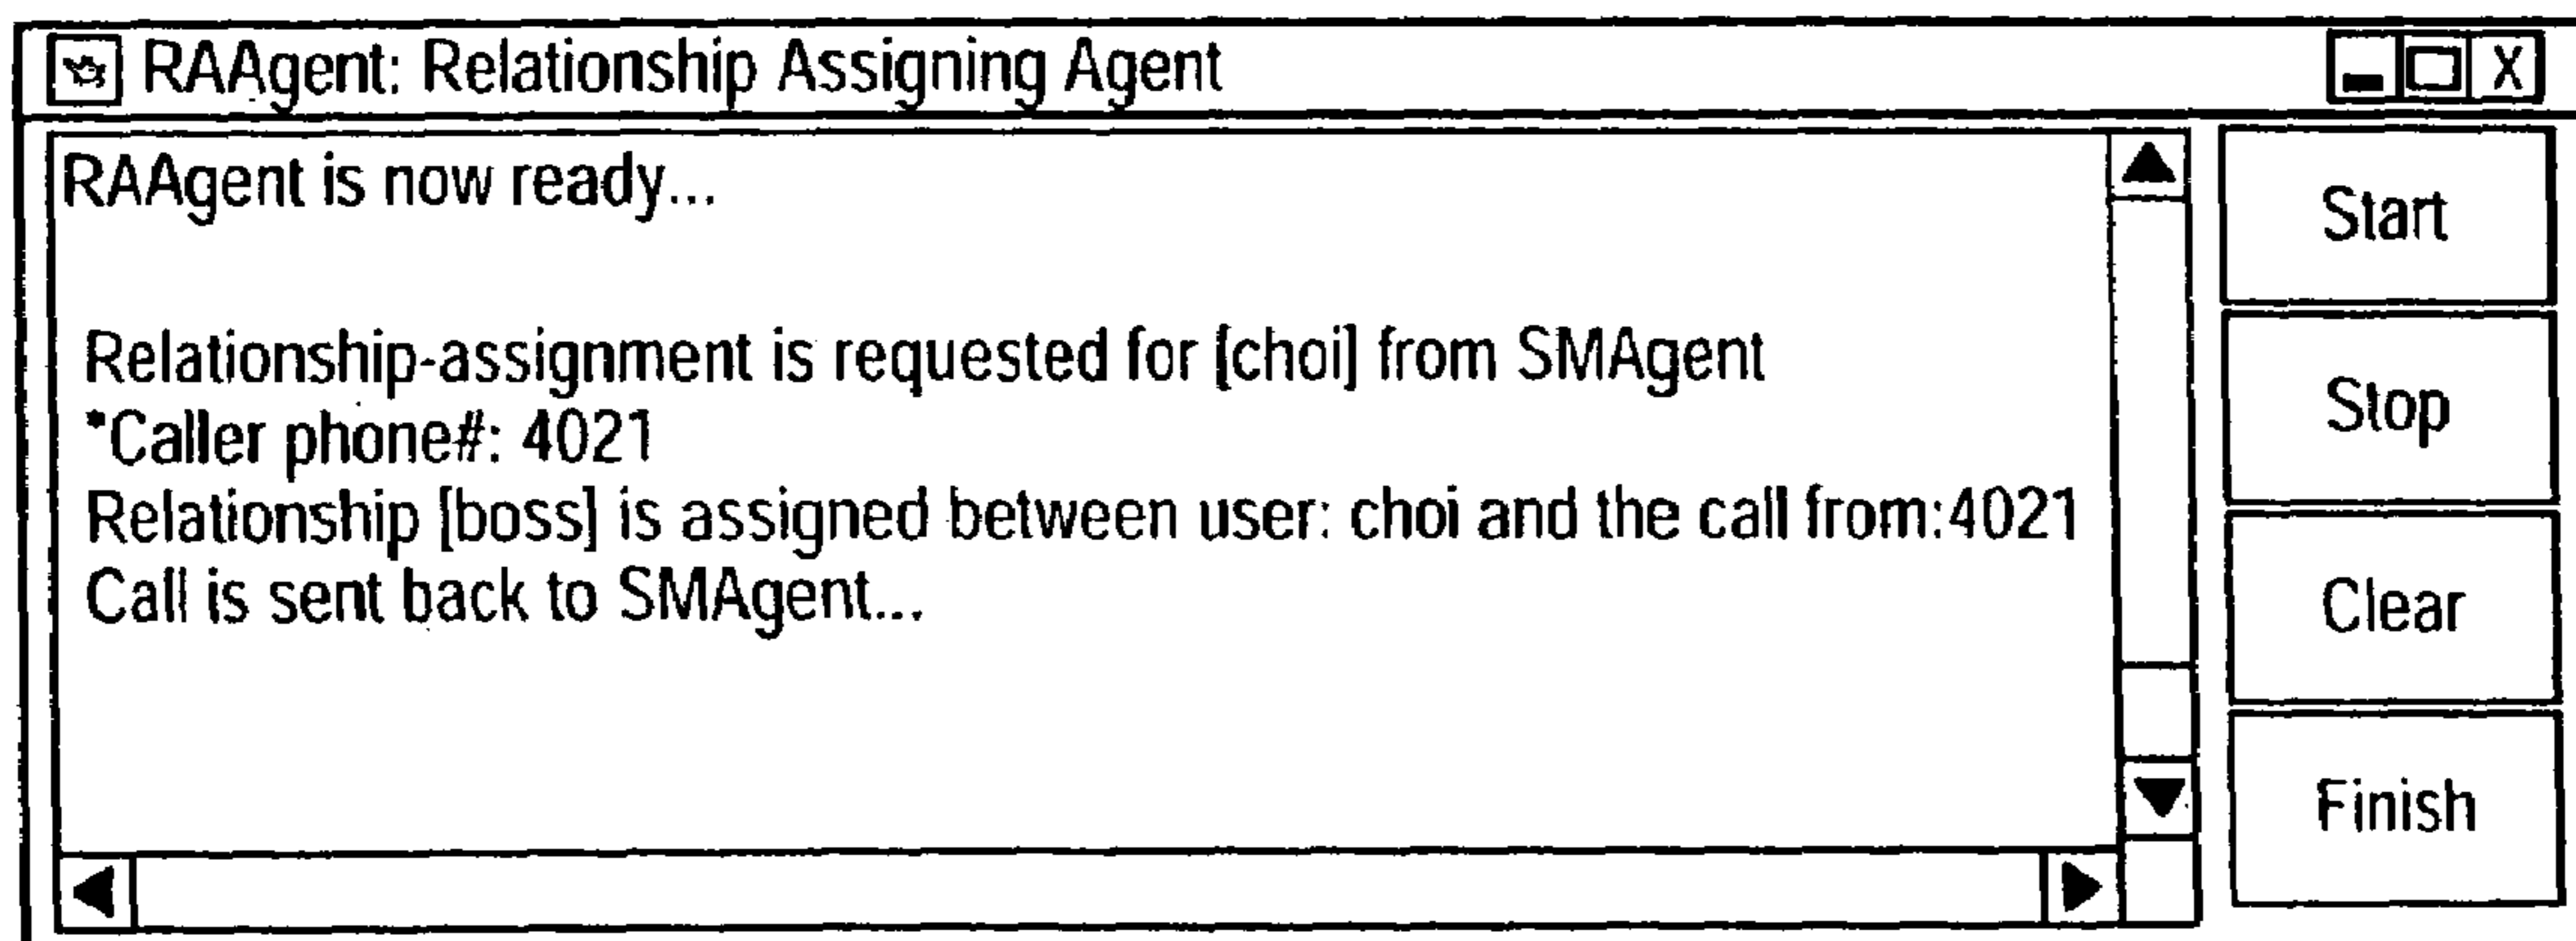 RAAgent: Relationship Assigning Agent
X
RAAgent is now ready...
Relationship-assignment is requested for [choi] from SMAgent
*Caller phone#: 4021
Relationship [boss] is assigned between user: choi and the call from:4021
Call is sent back to SMAgent...
Start
Stop
Clear
Finish